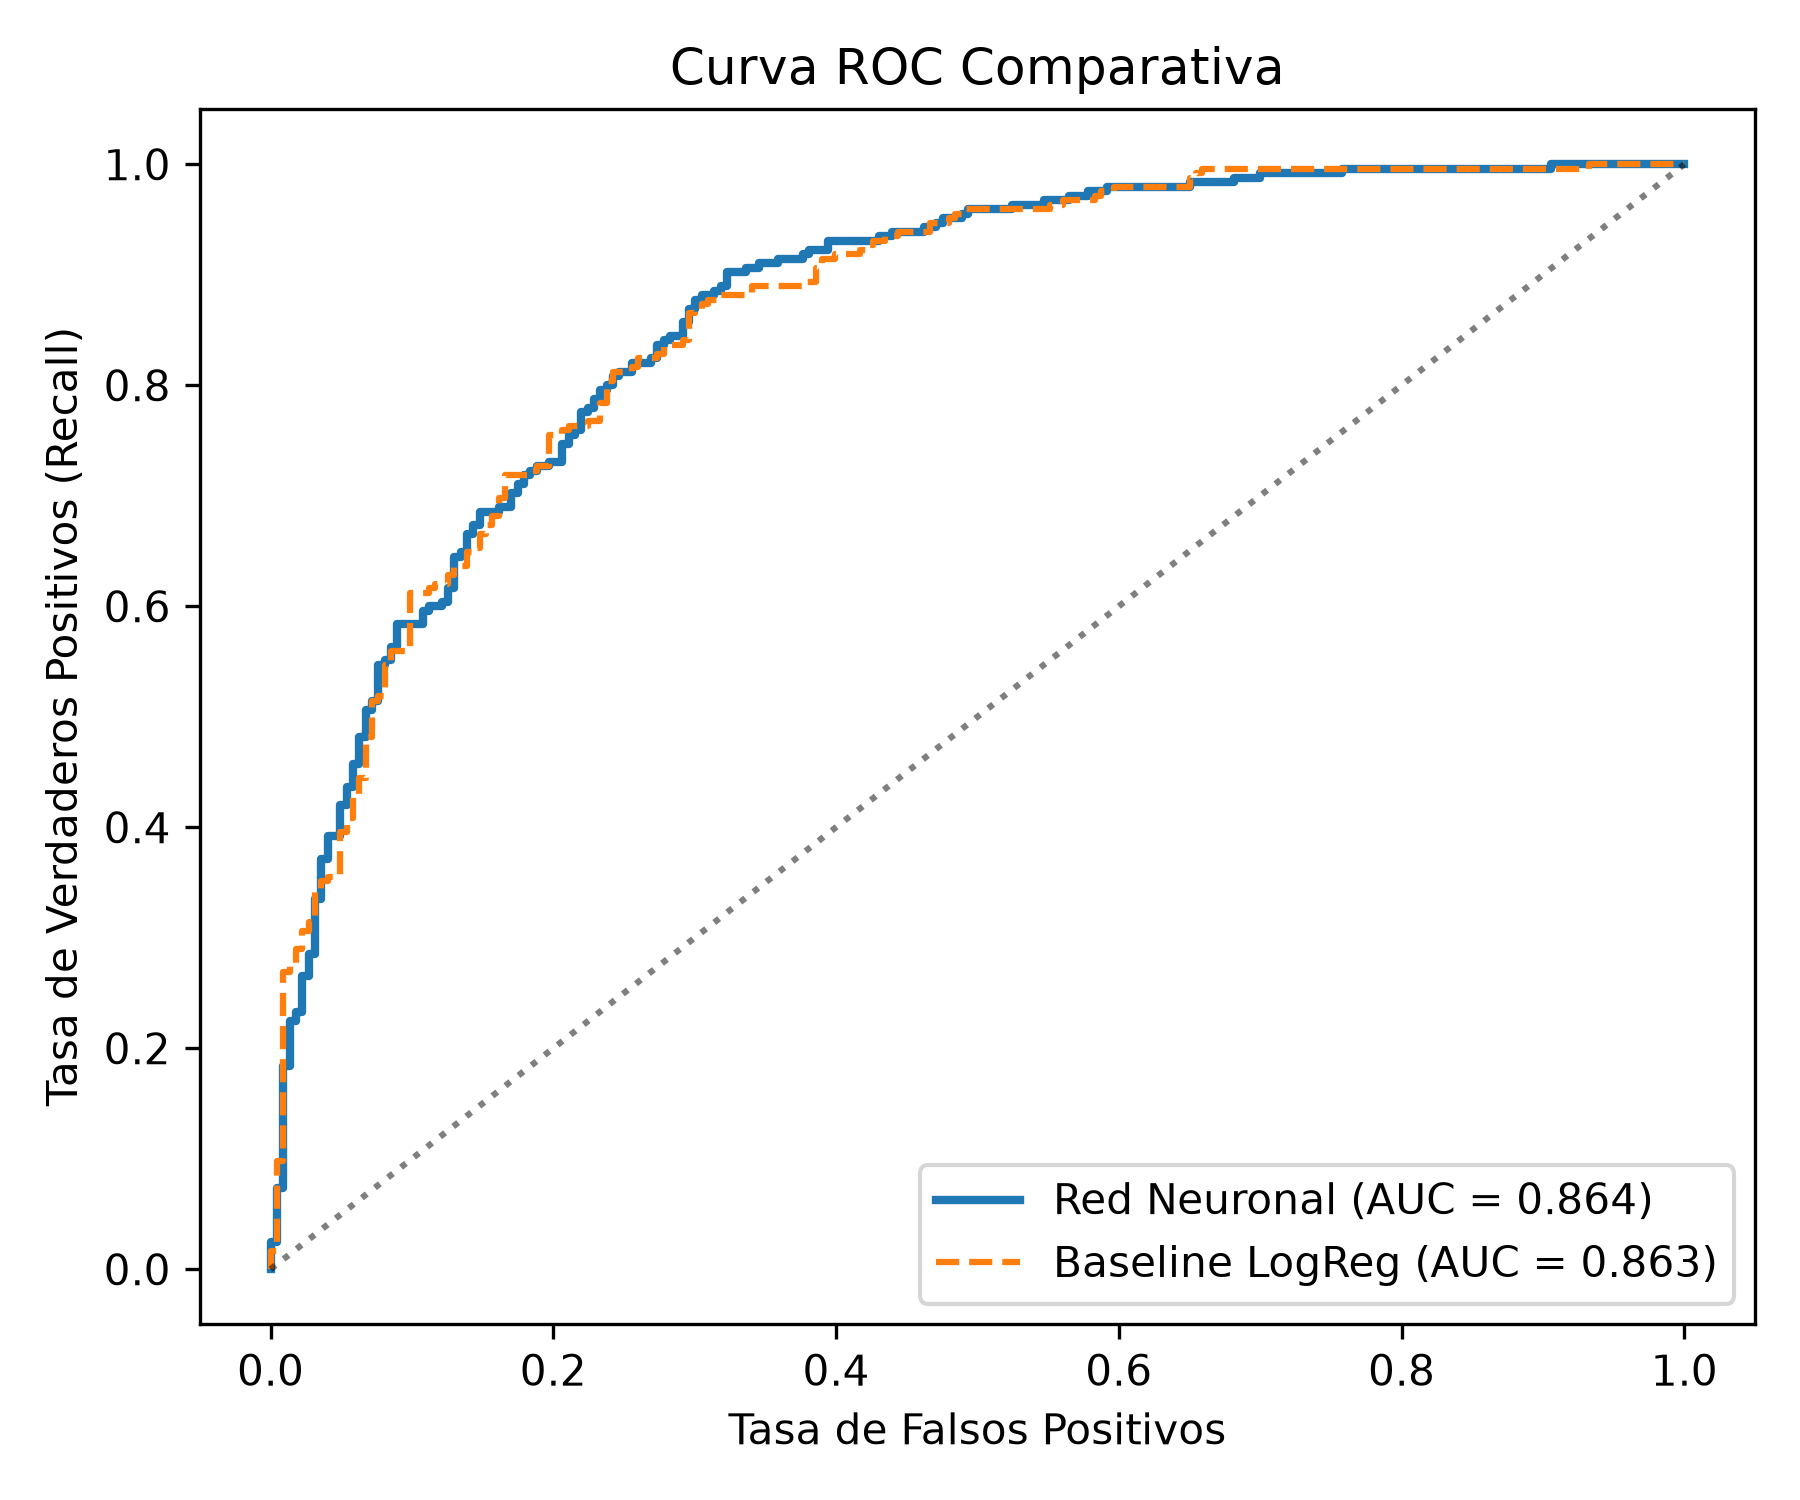 Curva ROC Comparativa
Tasa de Verdaderos Positivos (Recall)
1.0
0.8
0.6
0.4
0.2
0.0
Red Neuronal (AUC = 0.864)
Baseline LogReg (AUC = 0.863)
0.0 0.2 0.4 0.6 0.8 1.0
Tasa de Falsos Positivos